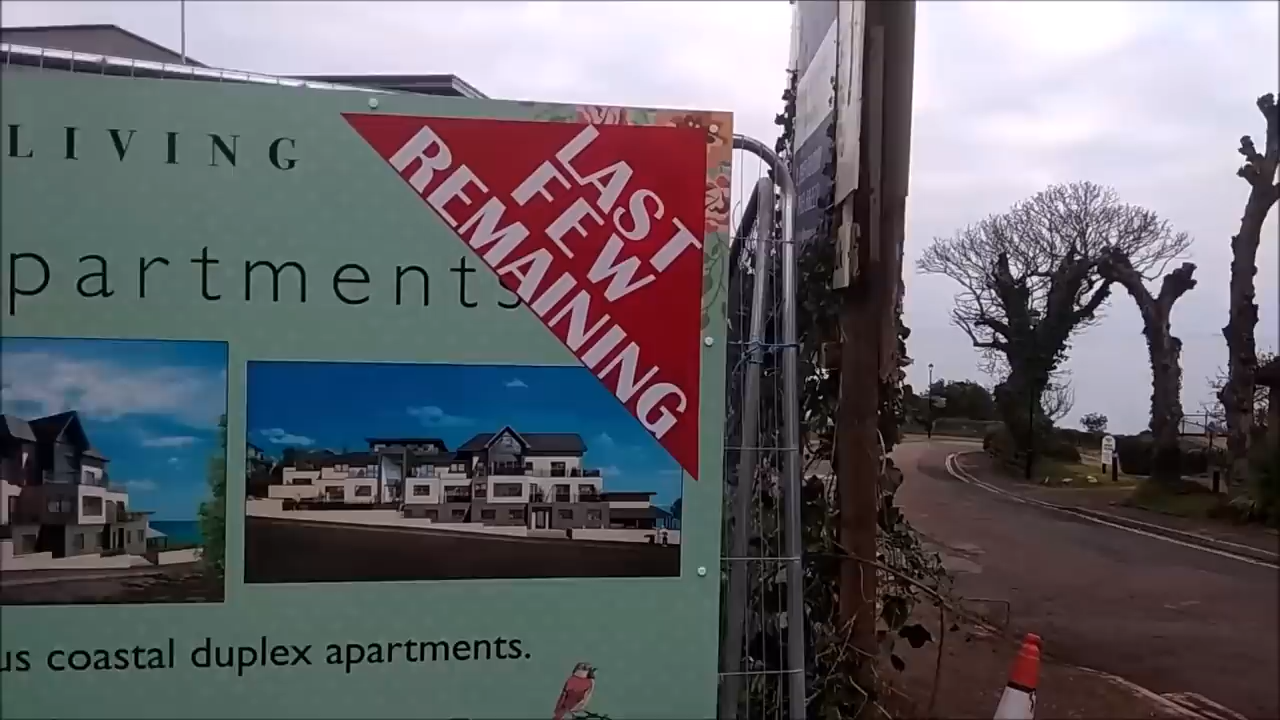 LIVING
partments
LAST
FEW
REMAINING
us coastal duplex apartments.